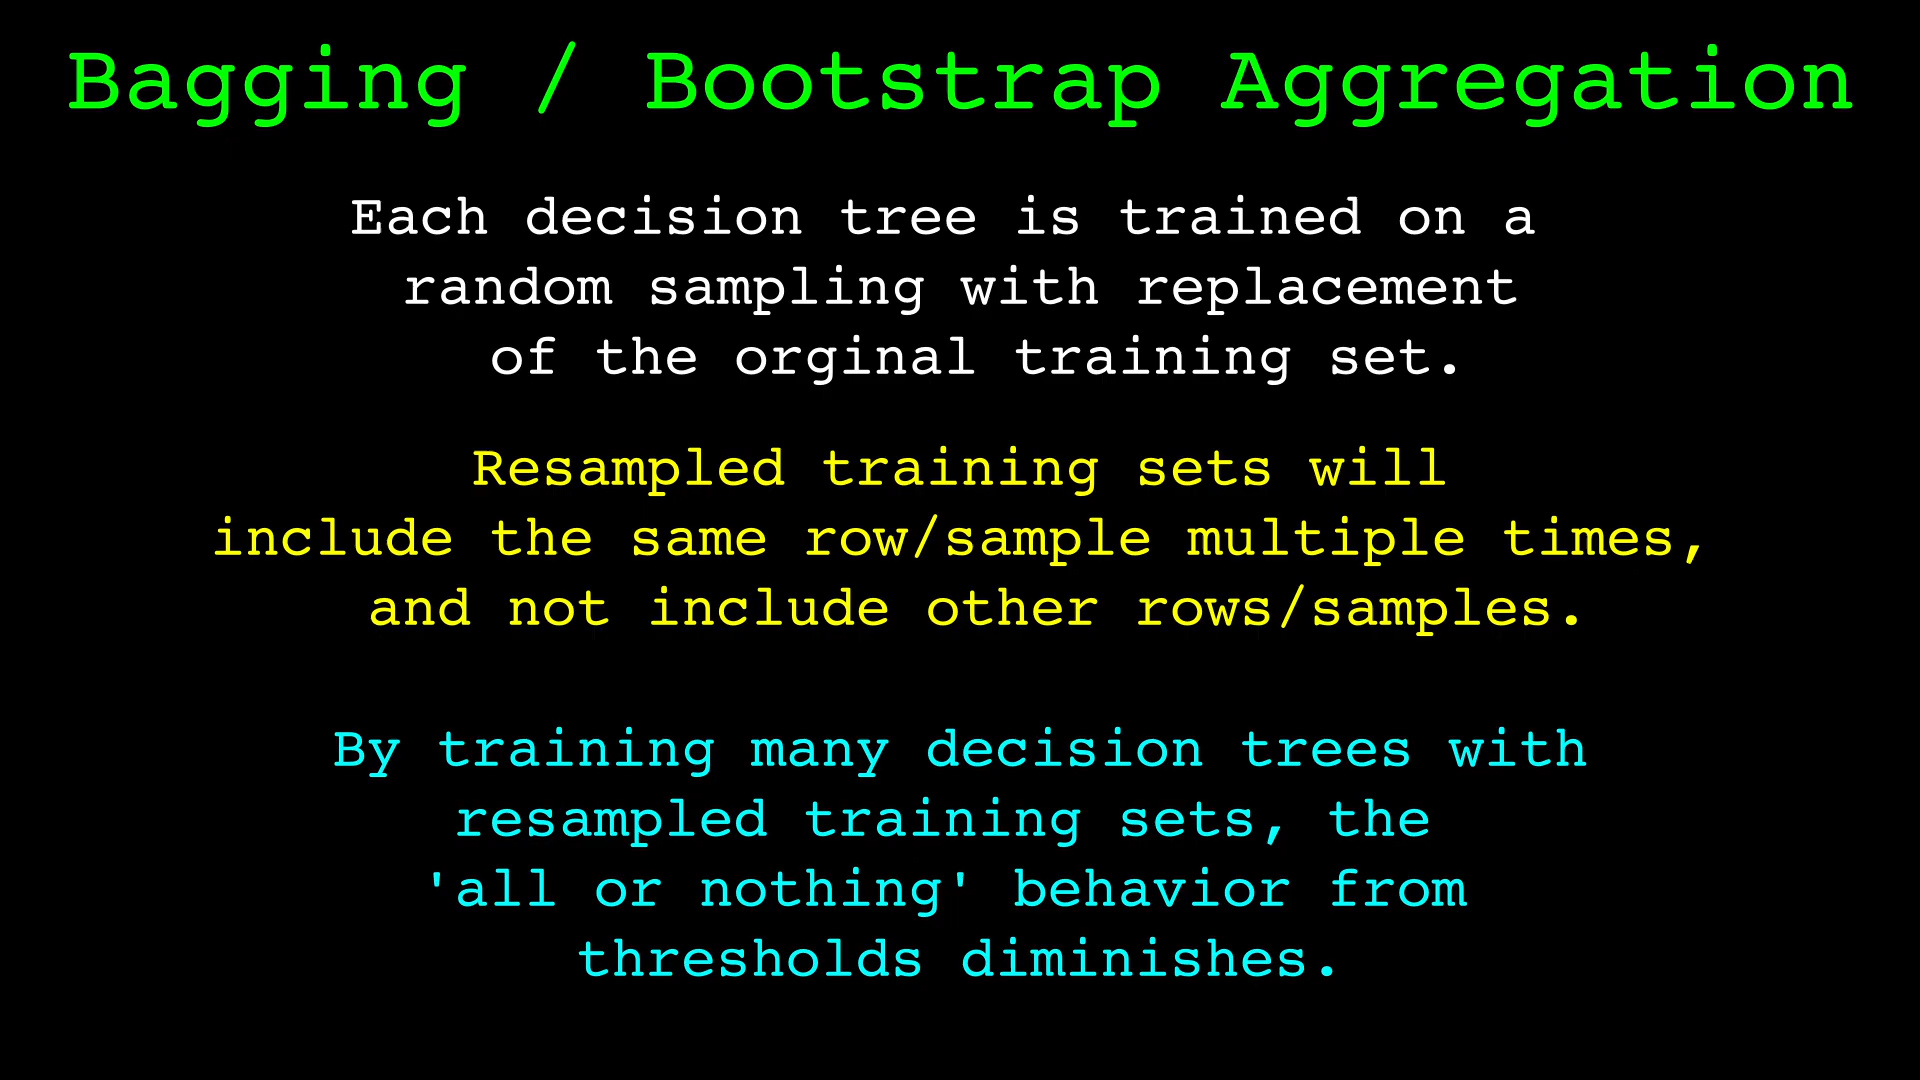 Bagging / Bootstrap Aggregation
Each decision tree is trained on a
random sampling with replacement
of the orginal training set.
Resampled training sets will
include the same row/sample multiple times,
and not include other rows/samples.
By training many decision trees with
resampled training sets, the
'all or nothing' behavior from
thresholds diminishes.